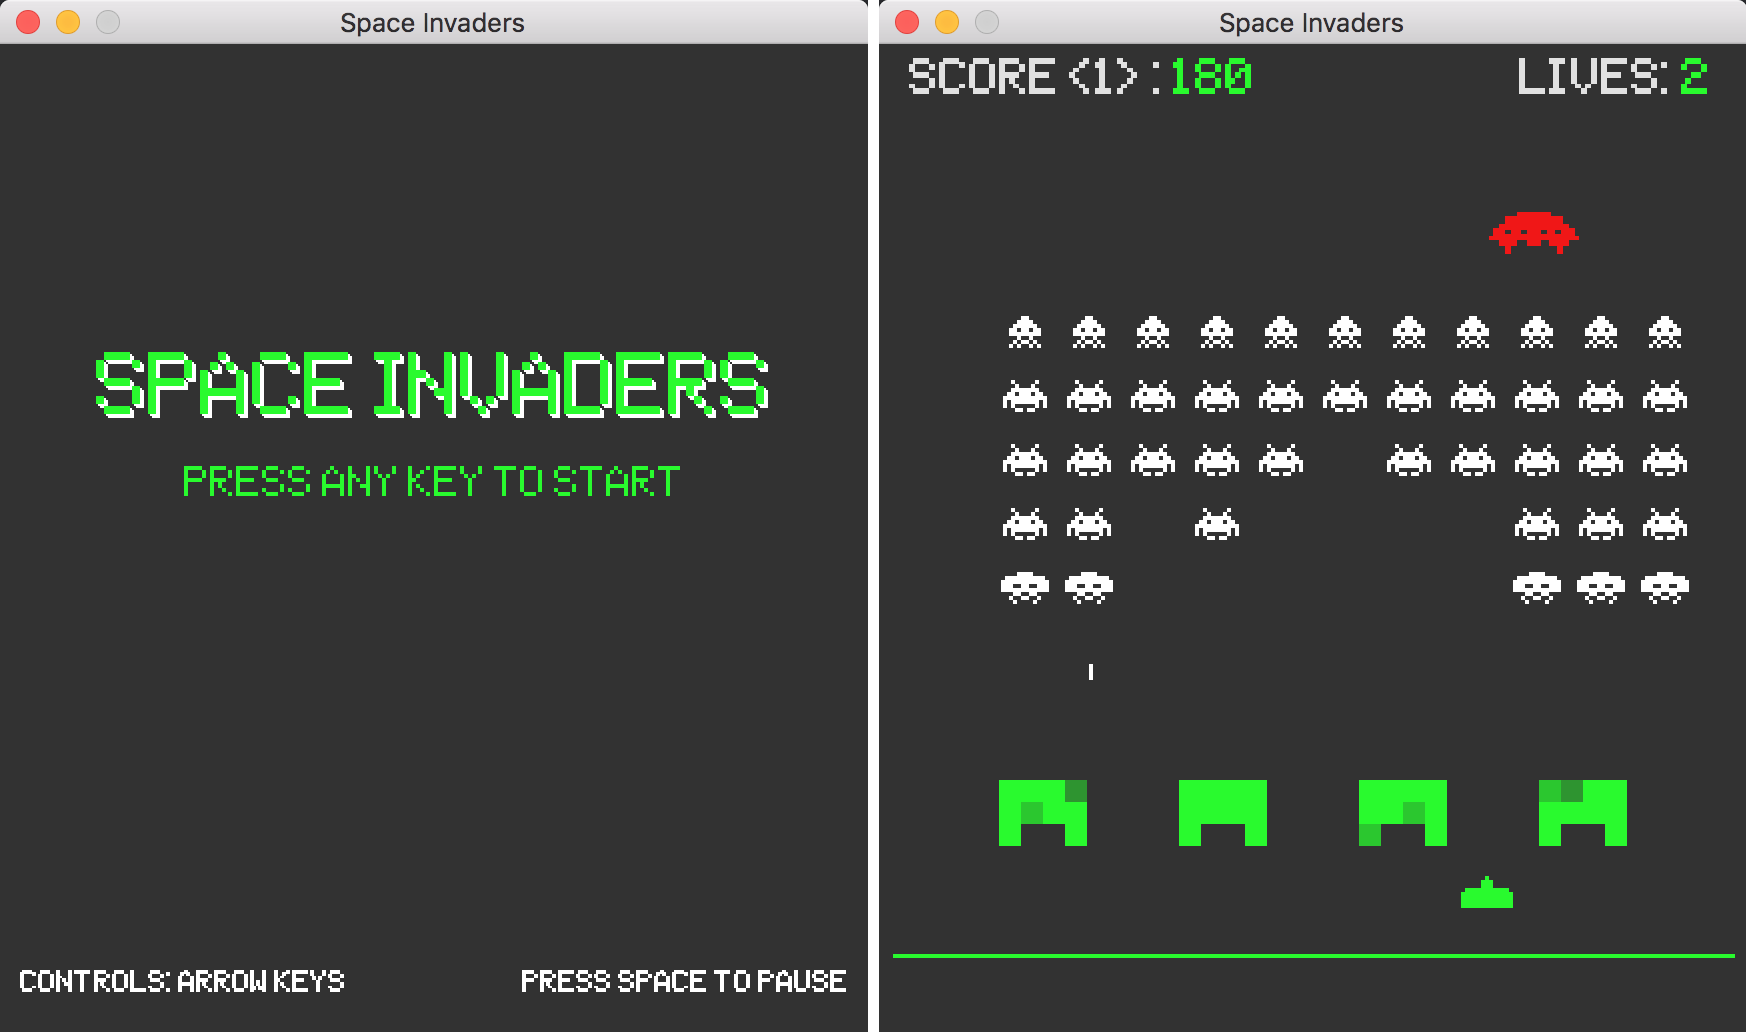 Space Invaders
SPACE INVADERS
PRESS ANY KEY TO START
CONTROLS: ARROW KEYS
PRESS SPACE TO PAUSE
Space Invaders
SCORE <1> :180
LIVES: 2